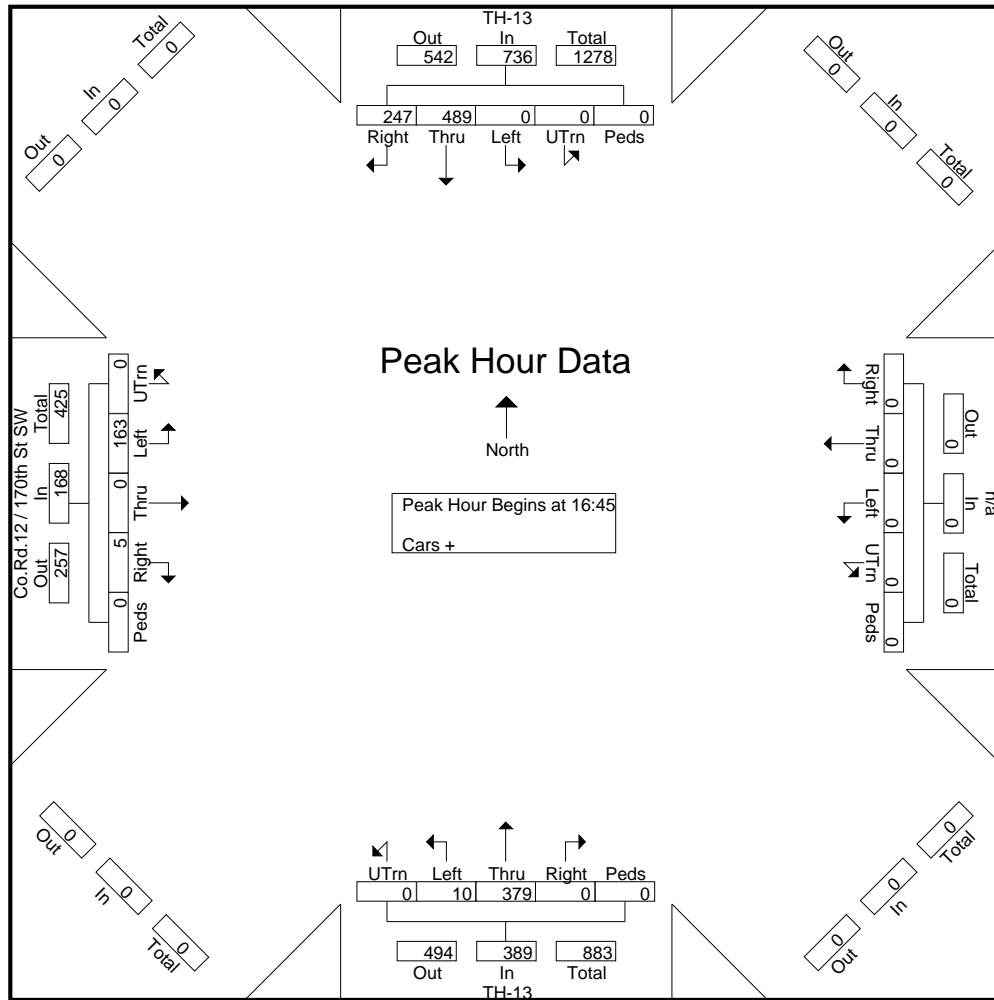 TH-13
Out In Total
542 736 1278
247 489 0 0 0
Right Thru Left UTrn Peds
Total
0
In
0
Out
0
Out
0
In
0
Total
0
Peak Hour Data
North
Peak Hour Begins at 16:45
Cars +
Co.Rd.12 / 170th St SW
Out In Total
257 168 425
0 5 0 163 0
Peds Right Thru Left UTrn
n/a
Out In Total
0 0 0
0 0 0 0 0
Right Thru Left UTrn Peds
Out
0
In
0
Total
0
UTrn Left Thru Right Peds
0 10 379 0 0
494 389 883
Out In Total
TH-13
0
Total
0
In
0
Out